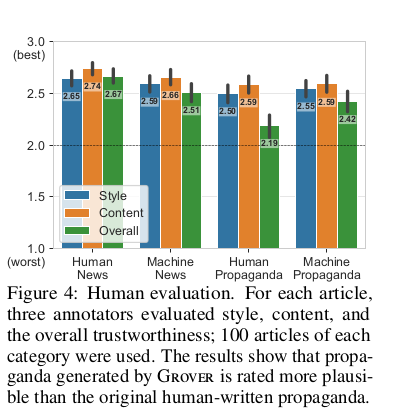 3.0
(best)
2.5
2.0
1.5
1.0
(worst)
2.65
2.74
2.67
2.59
2.66
2.51
2.50
2.59
2.19
2.55
2.59
2.42
Style
Content
Overall
Human
News
Machine
News
Human
Propaganda
Machine
Propaganda
Figure 4: Human evaluation. For each article,
three annotators evaluated style, content, and
the overall trustworthiness; 100 articles of each
category were used. The results show that propa-
ganda generated by GROVER is rated more plausi-
ble than the original human-written propaganda.